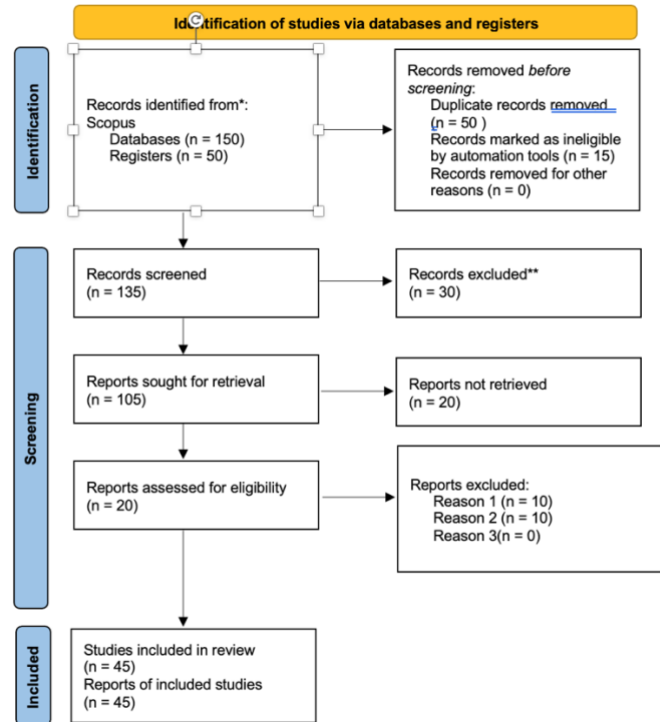 Identification of studies via databases and registers
Identification
Records identified from*:
Scopus
Databases (n = 150)
Registers (n = 50)
Records removed before
screening:
Duplicate records removed
(n = 50 )
Records marked as ineligible
by automation tools (n = 15)
Records removed for other
reasons (n = 0)
Screening
Records screened
(n = 135)
Records excluded**
(n = 30)
Reports sought for retrieval
(n = 105)
Reports not retrieved
(n = 20)
Reports assessed for eligibility
(n = 20)
Reports excluded:
Reason 1 (n = 10)
Reason 2 (n = 10)
Reason 3(n = 0)
Included
Studies included in review
(n = 45)
Reports of included studies
(n = 45)